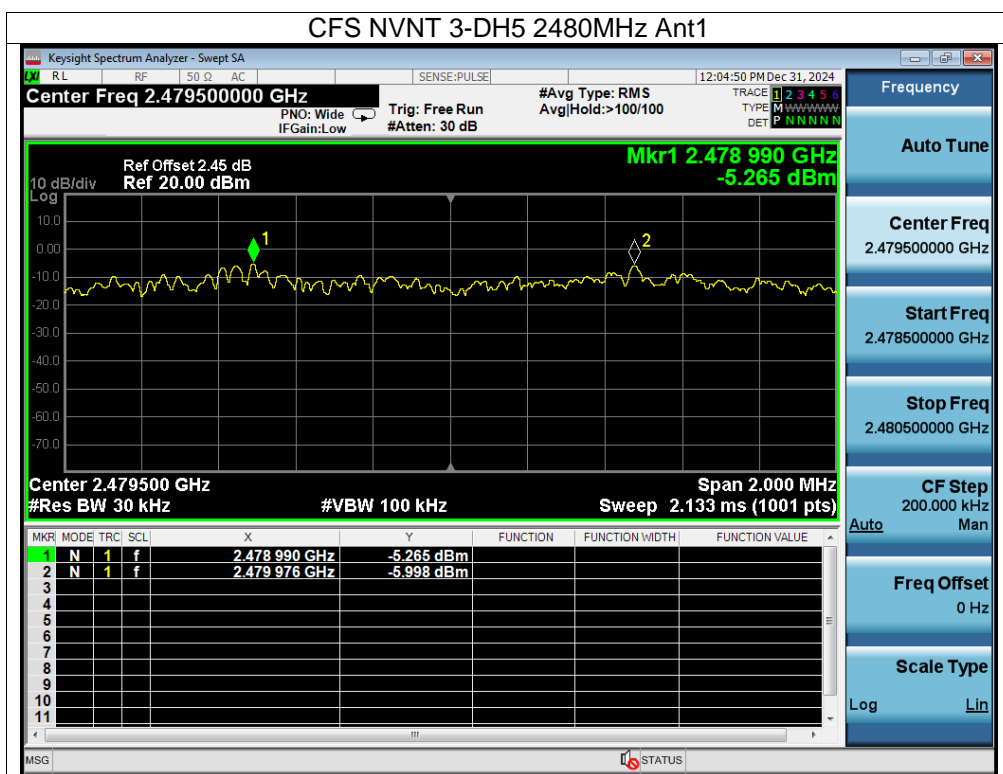 CFS NVNT 3-DH5 2480MHz Ant1
Keysight Spectrum Analyzer - Swept SA
LXI RL RF 50 Ω AC SENSE:PULSE 12:04:50 PM Dec 31, 2024
Center Freq 2.479500000 GHz #Avg Type: RMS TRACE 1 2 3 4 5 6
PNO: Wide Trig: Free Run Avg|Hold:>100/100 TYPE M WWWWW
IFGain:Low #Atten: 30 dB DET P N N N N N
Mkr1 2.478 990 GHz
Ref Offset 2.45 dB
10 dB/div Ref 20.00 dBm -5.265 dBm
Log
10.0
0.00
-10.0
-20.0
-30.0
-40.0
-50.0
-60.0
-70.0
1
2
Center 2.479500 GHz Span 2.000 MHz
#Res BW 30 kHz #VBW 100 kHz Sweep 2.133 ms (1001 pts)
MKR MODE TRC SCL X Y FUNCTION FUNCTION WIDTH FUNCTION VALUE
1 N 1 f 2.478 990 GHz -5.265 dBm
2 N 1 f 2.479 976 GHz -5.998 dBm
3
4
5
6
7
8
9
10
11
MSG STATUS
Frequency
Auto Tune
Center Freq
2.479500000 GHz
Start Freq
2.478500000 GHz
Stop Freq
2.480500000 GHz
CF Step
200.000 kHz
Auto Man
Freq Offset
0 Hz
Scale Type
Log Lin